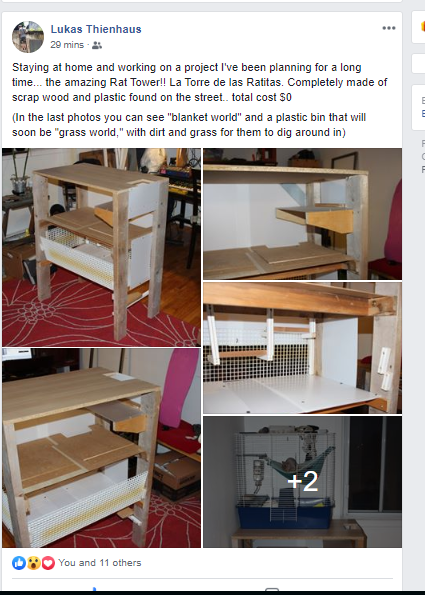 Lukas Thienhaus
29 mins ·
Staying at home and working on a project I've been planning for a long
time... the amazing Rat Tower!! La Torre de las Ratitas. Completely made of
scrap wood and plastic found on the street.. total cost $0
(In the last photos you can see "blanket world" and a plastic bin that will
soon be "grass world," with dirt and grass for them to dig around in)
+2
You and 11 others